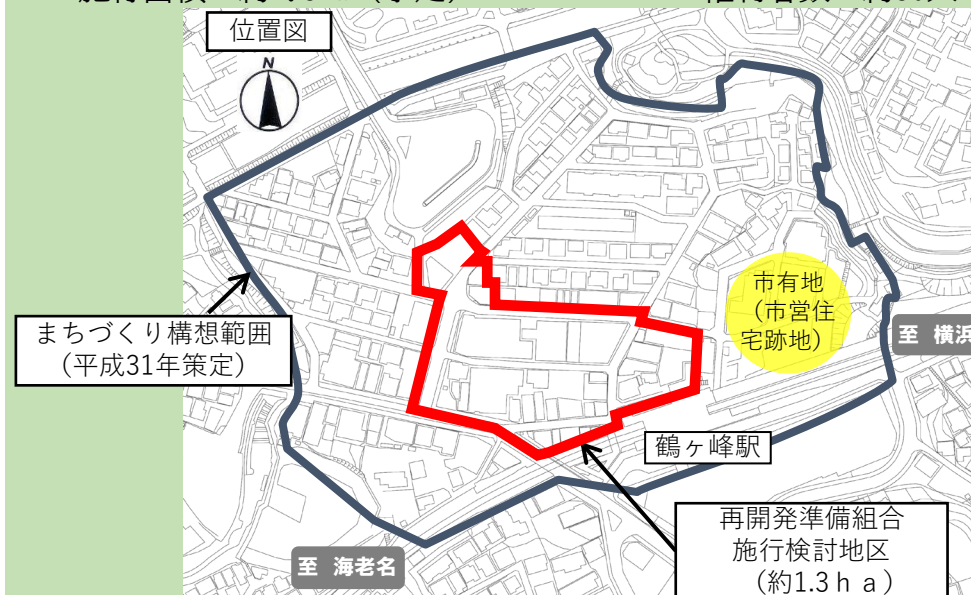 位置図
N
まちづくり構想範囲
（平成31年策定）
市有地
（市営住
宅跡地）
至 横浜
鶴ヶ峰駅
再開発準備組合
施行検討地区
（約1.3ｈａ）
至 海老名